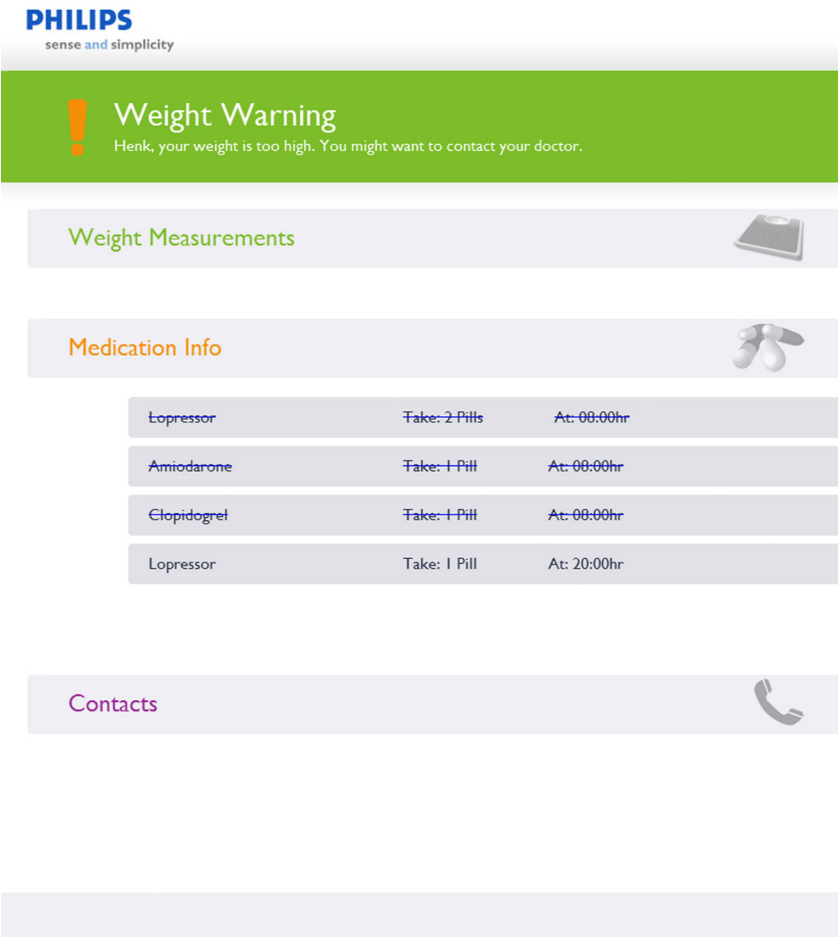 PHILIPS
sense and simplicity
Weight Warning
Henk, your weight is too high. You might want to contact your doctor.
Weight Measurements
Medication Info
Lopressor Take: 2 Pills At: 08:00hr
Amiodarone Take: 1 Pill At: 08:00hr
Clopidogrel Take: 1 Pill At: 08:00hr
Lopressor Take: 1 Pill At: 20:00hr
Contacts